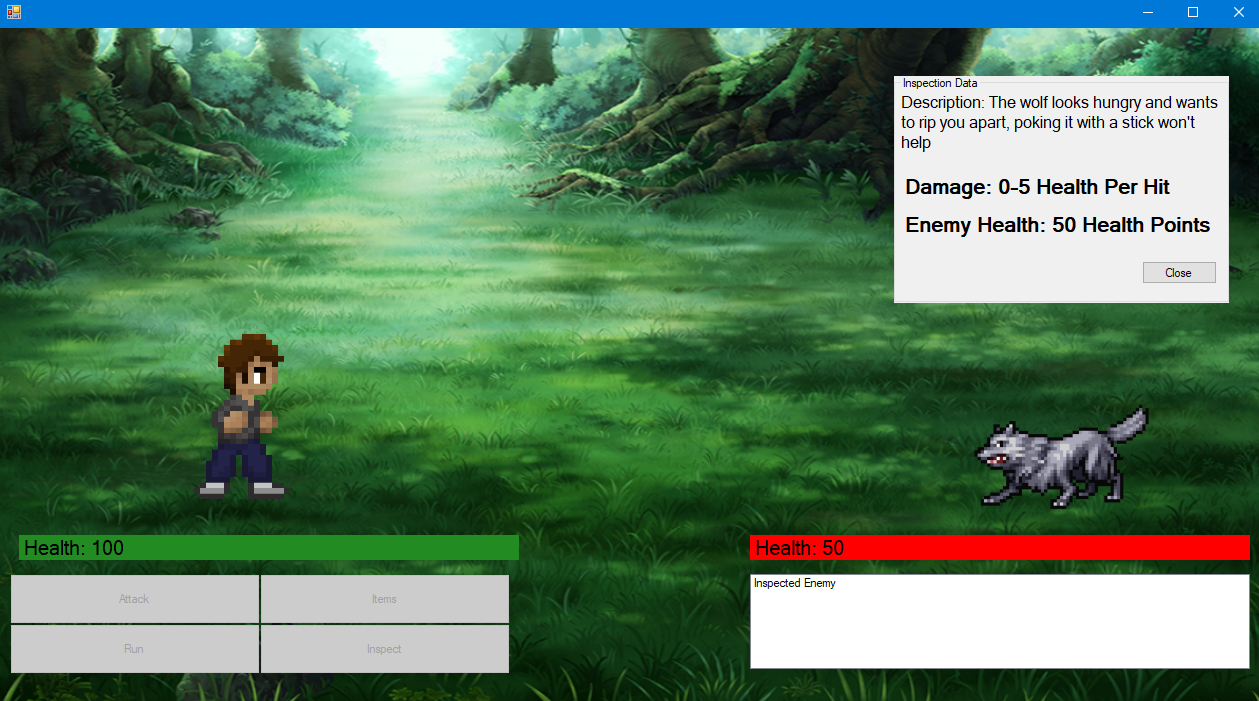 Inspection Data
Description: The wolf looks hungry and wants
to rip you apart, poking it with a stick won't
help
Damage: 0-5 Health Per Hit
Enemy Health: 50 Health Points
Close
Health: 100
Health: 50
Attack
Items
Run
Inspect
Inspected Enemy